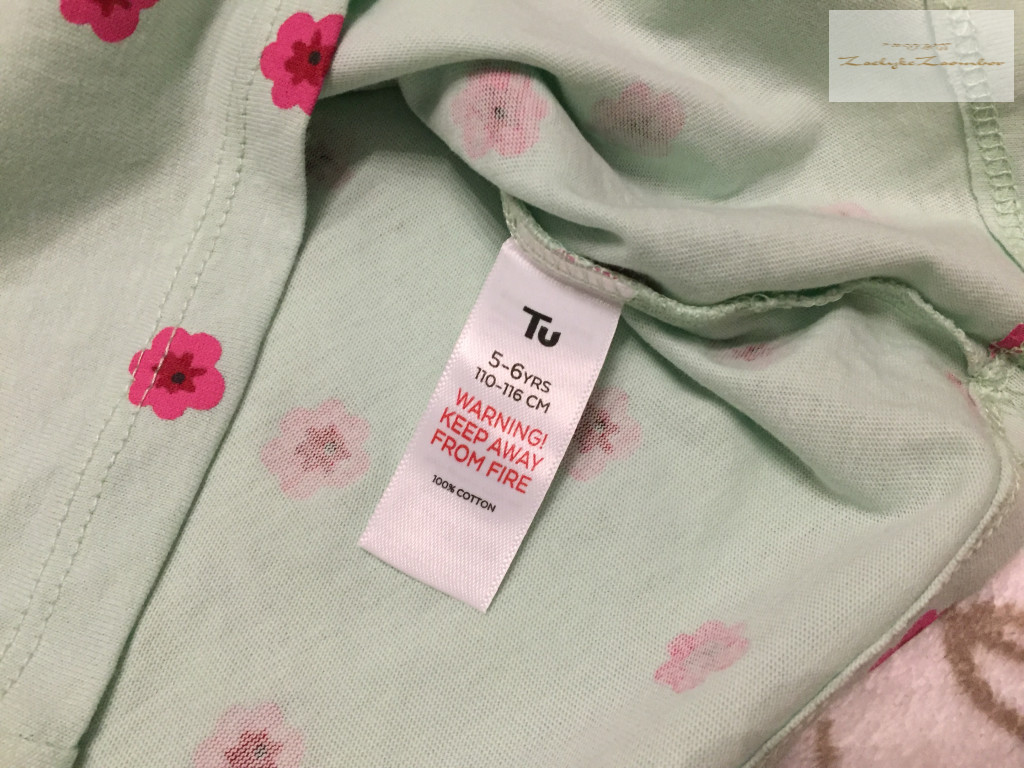 Tu
5-6YRS
110-116 CM
WARNING!
KEEP AWAY
FROM FIRE
100% COTTON